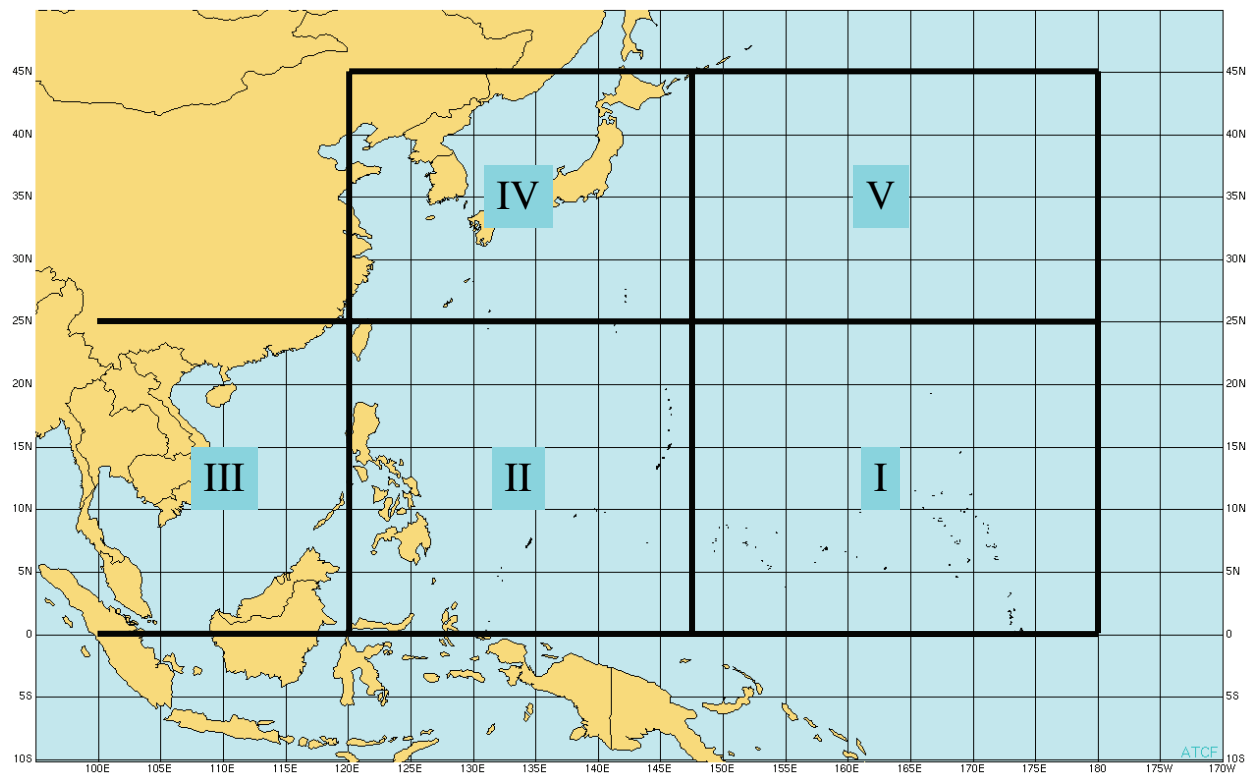 45N 45N
40N 40N
35N IV V 35N
30N 30N
25N 25N
20N 20N
15N 15N
III II I
10N 10N
5N 5N
0 0
5S 5S
ATCF
10S 10S
100E 105E 110E 115E 120E 125E 130E 135E 140E 145E 150E 155E 160E 165E 170E 175E 180 175W 170W